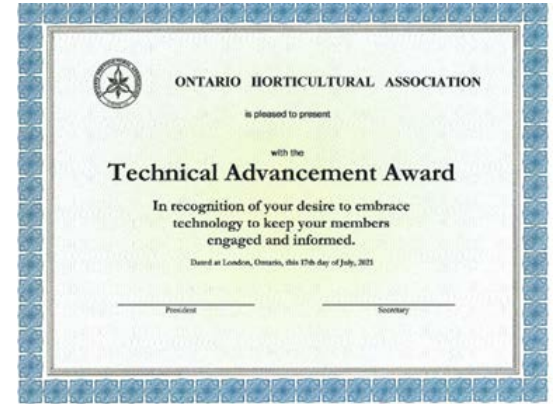 ONTARIO HORTICULTURAL ASSOCIATION
is pleased to present
with the
Technical Advancement Award
In recognition of your desire to embrace
technology to keep your members
engaged and informed.
Dated at London, Ontario, this 17th day of July, 2021
President
Secretary